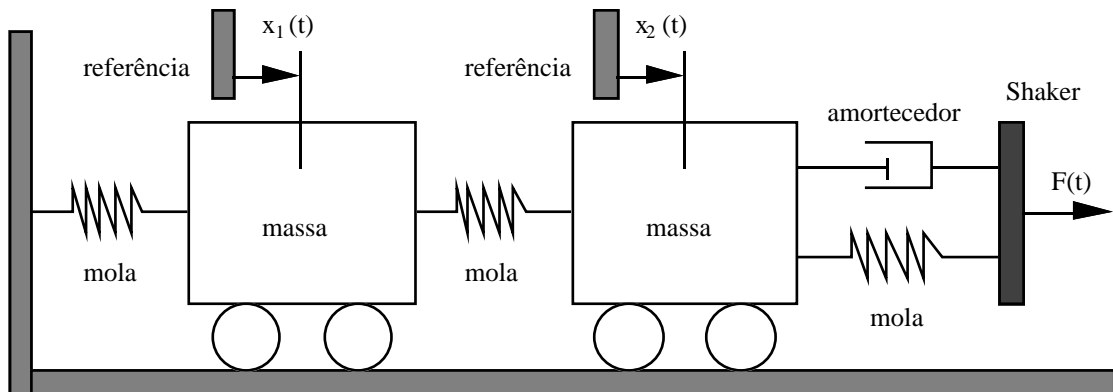 x₁(t)
x₂(t)
referência
referência
Shaker
amortecedor
F(t)
massa
massa
mola
mola
mola